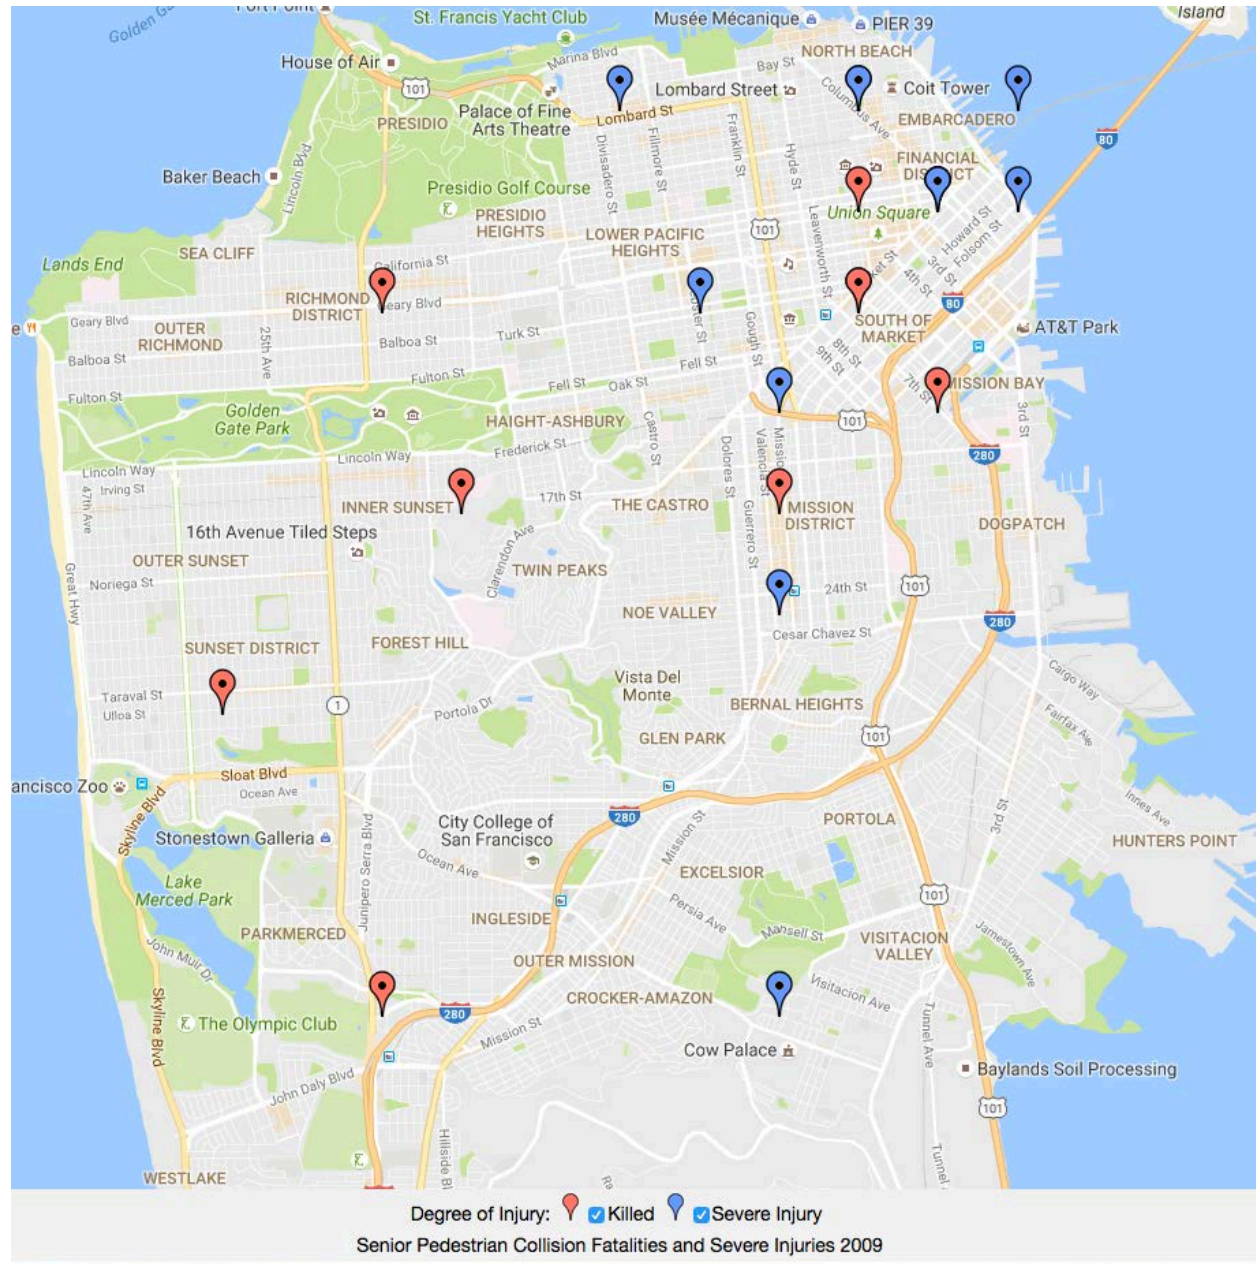 Golden Ga
Fort Point
St. Francis Yacht Club
Musée Mécanique
PIER 39
Island
House of Air
Marina Blvd
Bay St
NORTH BEACH
101
Palace of Fine
Arts Theatre
Lombard Street
Columbus Ave
Coit Tower
PRESIDIO
Lombard St
EMBARCADERO
80
Baker Beach
Lincoln Blvd
Divisadero St
Fillmore St
Franklin St
Hyde St
FINANCIAL
DISTRICT
Presidio Golf Course
PRESIDIO
HEIGHTS
LOWER PACIFIC
HEIGHTS
101
Leavenworth St
Union Square
Howard St
Folsom St
SEA CLIFF
Lands End
California St
3rd St
4th St
ket St
RICHMOND
DISTRICT
Geary Blvd
Geary Blvd
OUTER
RICHMOND
25th Ave
Turk St
ster St
Gough St
80
SOUTH OF
MARKET
AT&T Park
e
Balboa St
Balboa St
8th St
9th St
Fell St
Fulton St
Fulton St
Fell St
Oak St
7th St
MISSION BAY
Golden
Gate Park
HAIGHT-ASHBURY
Castro St
101
3rd St
Lincoln Way
Lincoln Way
Frederick St
Dolores St
Valencia St
Missio
280
Irving St
47th Ave
INNER SUNSET
17th St
THE CASTRO
Guerrero St
MISSION
DISTRICT
DOGPATCH
16th Avenue Tiled Steps
Clarendon Ave
OUTER SUNSET
TWIN PEAKS
Great Hwy
Noriega St
24th St
101
NOE VALLEY
280
SUNSET DISTRICT
FOREST HILL
Cesar Chavez St
Taraval St
Ulloa St
1
Portola Dr
Vista Del
Monte
BERNAL HEIGHTS
Cargo Way
Fairfax Ave
GLEN PARK
101
Sloat Blvd
ancisco Zoo
Ocean Ave
Skyline Blvd
Stonestown Galleria
Junipero Serra Blvd
City College of
San Francisco
280
Mission St
PORTOLA
3rd St
Innes Ave
HUNTERS POINT
Ocean Ave
EXCELSIOR
Lake
Merced Park
101
Persia Ave
INGLESIDE
PARKMERCED
Mansell St
VISITACION
VALLEY
Jamestown Ave
John Muir Dr
OUTER MISSION
Skyline Blvd
CROCKER-AMAZON
Visitacion Ave
The Olympic Club
280
Mission St
Tunnel Ave
Cow Palace
Baylands Soil Processing
John Daly Blvd
101
Hillside Bl
Tunnel
WESTLAKE
Ra
Degree of Injury: Killed Severe Injury
Senior Pedestrian Collision Fatalities and Severe Injuries 2009